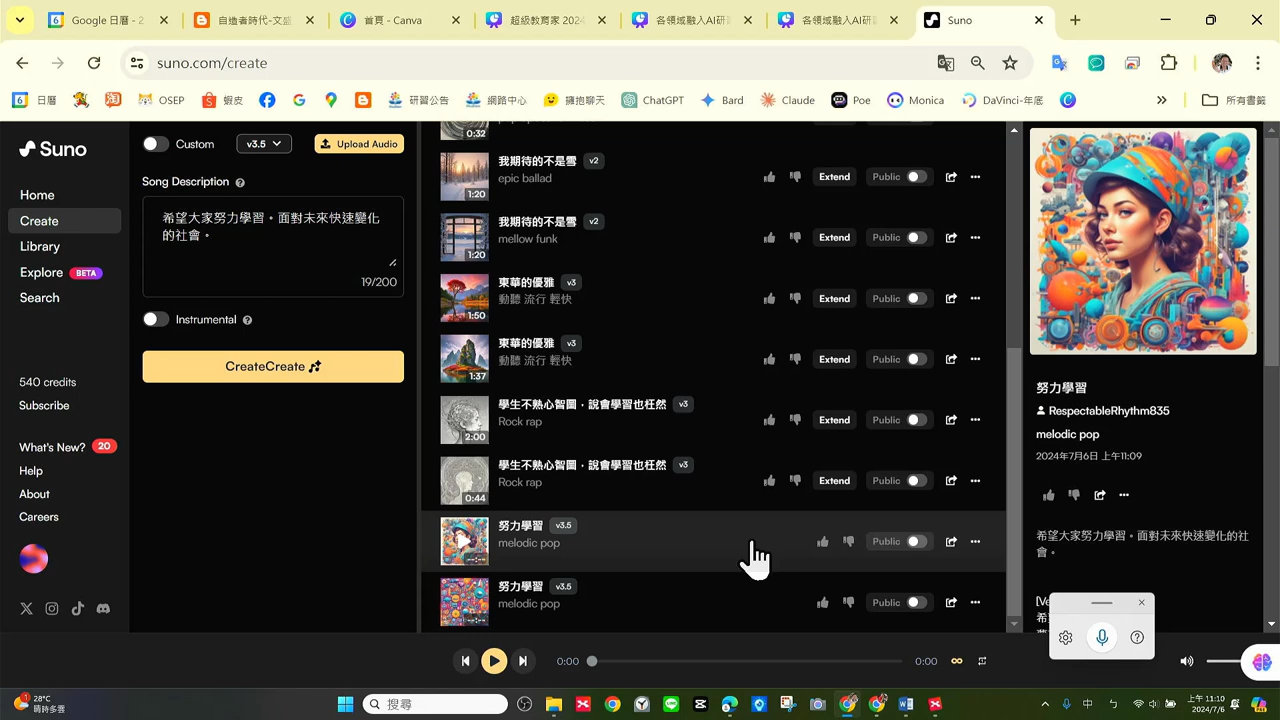 Google 日曆 - 2
自造者時代-文盛
首頁 - Canva
超級教育家 2024
各領域融入AI研
各領域融入AI研
Suno
suno.com/create
日曆
淘
OSEP
蝦皮
研習公告
網路中心
擁抱聊天
ChatGPT
Bard
Claude
Poe
Monica
DaVinci-年底
所有書籤
Suno
Home
Create
Library
Explore BETA
Search
540 credits
Subscribe
What's New? 20
Help
About
Careers
Custom
v3.5
Upload Audio
Song Description
希望大家努力學習。面對未來快速變化
的社會。
19/200
Instrumental
CreateCreate
0:32
我期待的不是雪 v2
epic ballad
1:20
Extend
Public
我期待的不是雪 v2
mellow funk
1:20
Extend
Public
東華的優雅 v3
動聽 流行 輕快
1:50
Extend
Public
東華的優雅 v3
動聽 流行 輕快
1:37
Extend
Public
學生不熟心智圖，說會學習也枉然 v3
Rock rap
2:00
Extend
Public
學生不熟心智圖，說會學習也枉然 v3
Rock rap
0:44
Extend
Public
努力學習 v3.5
melodic pop
Public
努力學習 v3.5
melodic pop
Public
努力學習
RespectableRhythm835
melodic pop
2024年7月6日 上午11:09
希望大家努力學習。面對未來快速變化的社
會。
[Ve
希
0:00
0:00
28°C
晴時多雲
搜尋
中
上午 11:10
2024/7/6